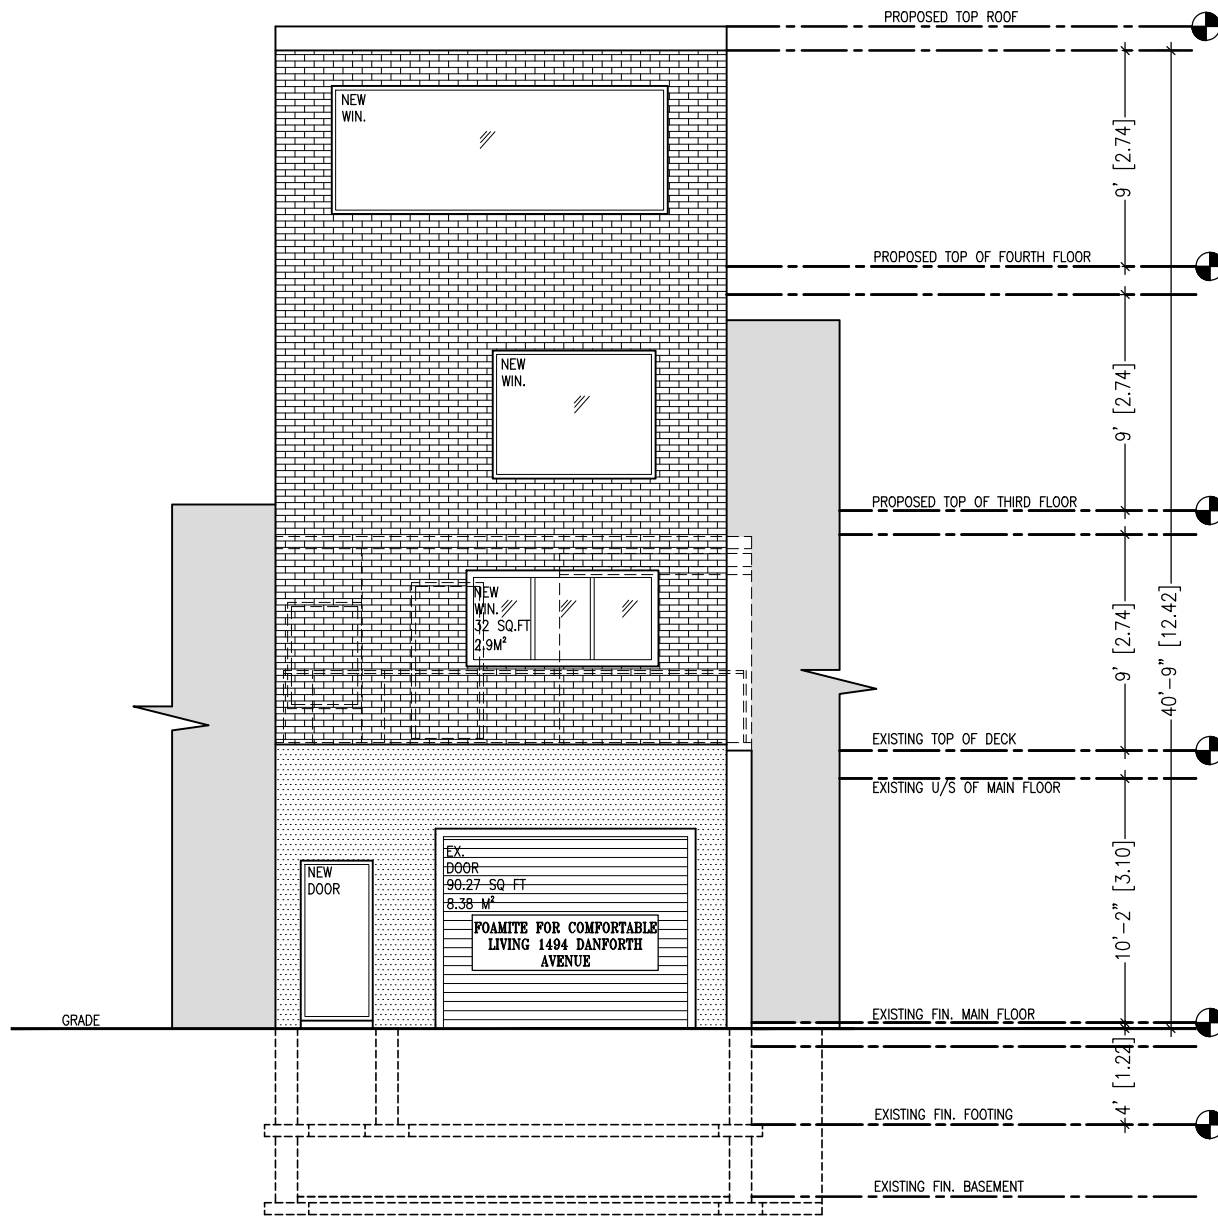 PROPOSED TOP ROOF
NEW
WIN.
9' [2.74]
PROPOSED TOP OF FOURTH FLOOR
NEW
WIN.
9' [2.74]
PROPOSED TOP OF THIRD FLOOR
NEW
WIN.
32 SQ.FT
2.9M²
9' [2.74]
40'-9" [12.42]
EXISTING TOP OF DECK
EXISTING U/S OF MAIN FLOOR
EX.
DOOR
90.27 SQ FT
8.38 M²
NEW
DOOR
FOAMITE FOR COMFORTABLE
LIVING 1494 DANFORTH
AVENUE
10'-2" [3.10]
GRADE
EXISTING FIN. MAIN FLOOR
4' [1.22]
EXISTING FIN. FOOTING
EXISTING FIN. BASEMENT